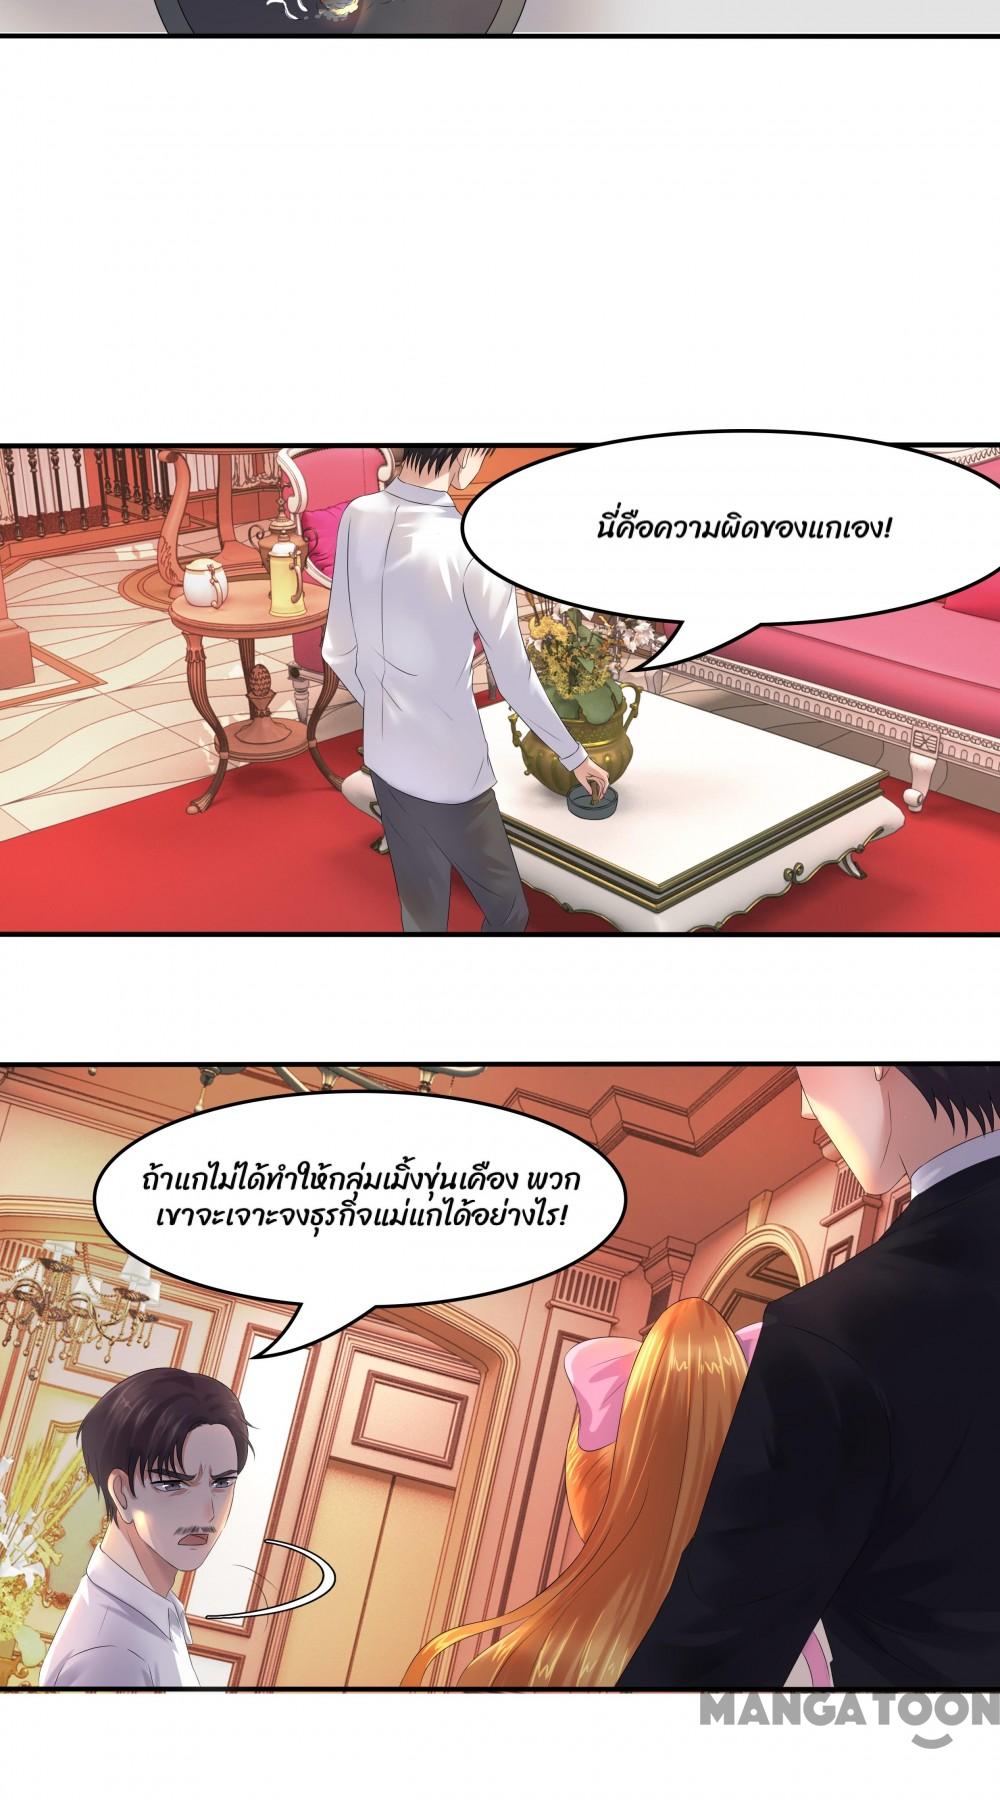 นี่คือความผิดของแกเอง!
ถ้าแกไม่ได้ทำให้กลุ่มเมิ้งขุ่นเคือง พวก
เขาจะเจาะจงธุรกิจแม่แกได้อย่างไร!
MANGATOON